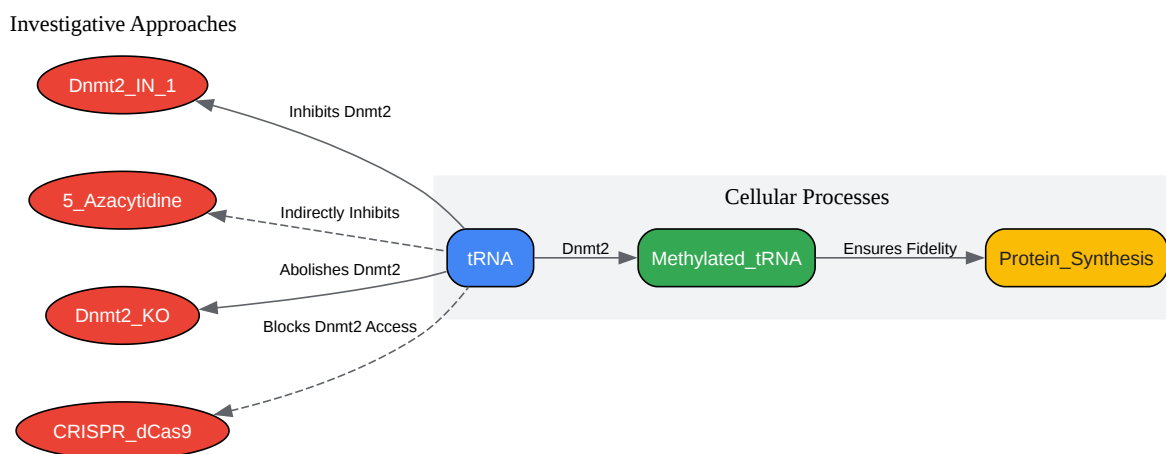 Investigative Approaches
Dnmt2_IN_1
Inhibits Dnmt2
5_Azacytidine
Indirectly Inhibits
Cellular Processes
tRNA
Dnmt2
Methylated_tRNA
Ensures Fidelity
Protein_Synthesis
Abolishes Dnmt2
Dnmt2_KO
Blocks Dnmt2 Access
CRISPR_dCas9